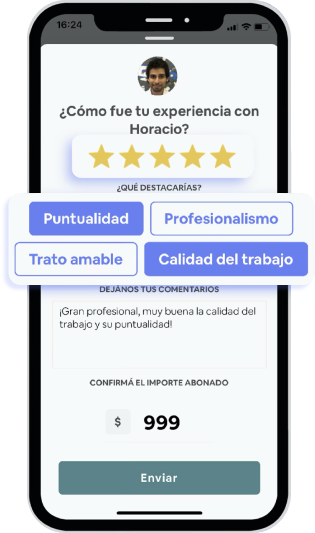 16:24
¿Cómo fue tu experiencia con
Horacio?
¿QUÉ DESTACARÍAS?
Puntualidad
Profesionalismo
Trato amable
Calidad del trabajo
DEJÁNOS TUS COMENTARIOS
¡Gran profesional, muy buena la calidad del
trabajo y su puntualidad!
CONFIRMÁ EL IMPORTE ABONADO
$ 999
Enviar